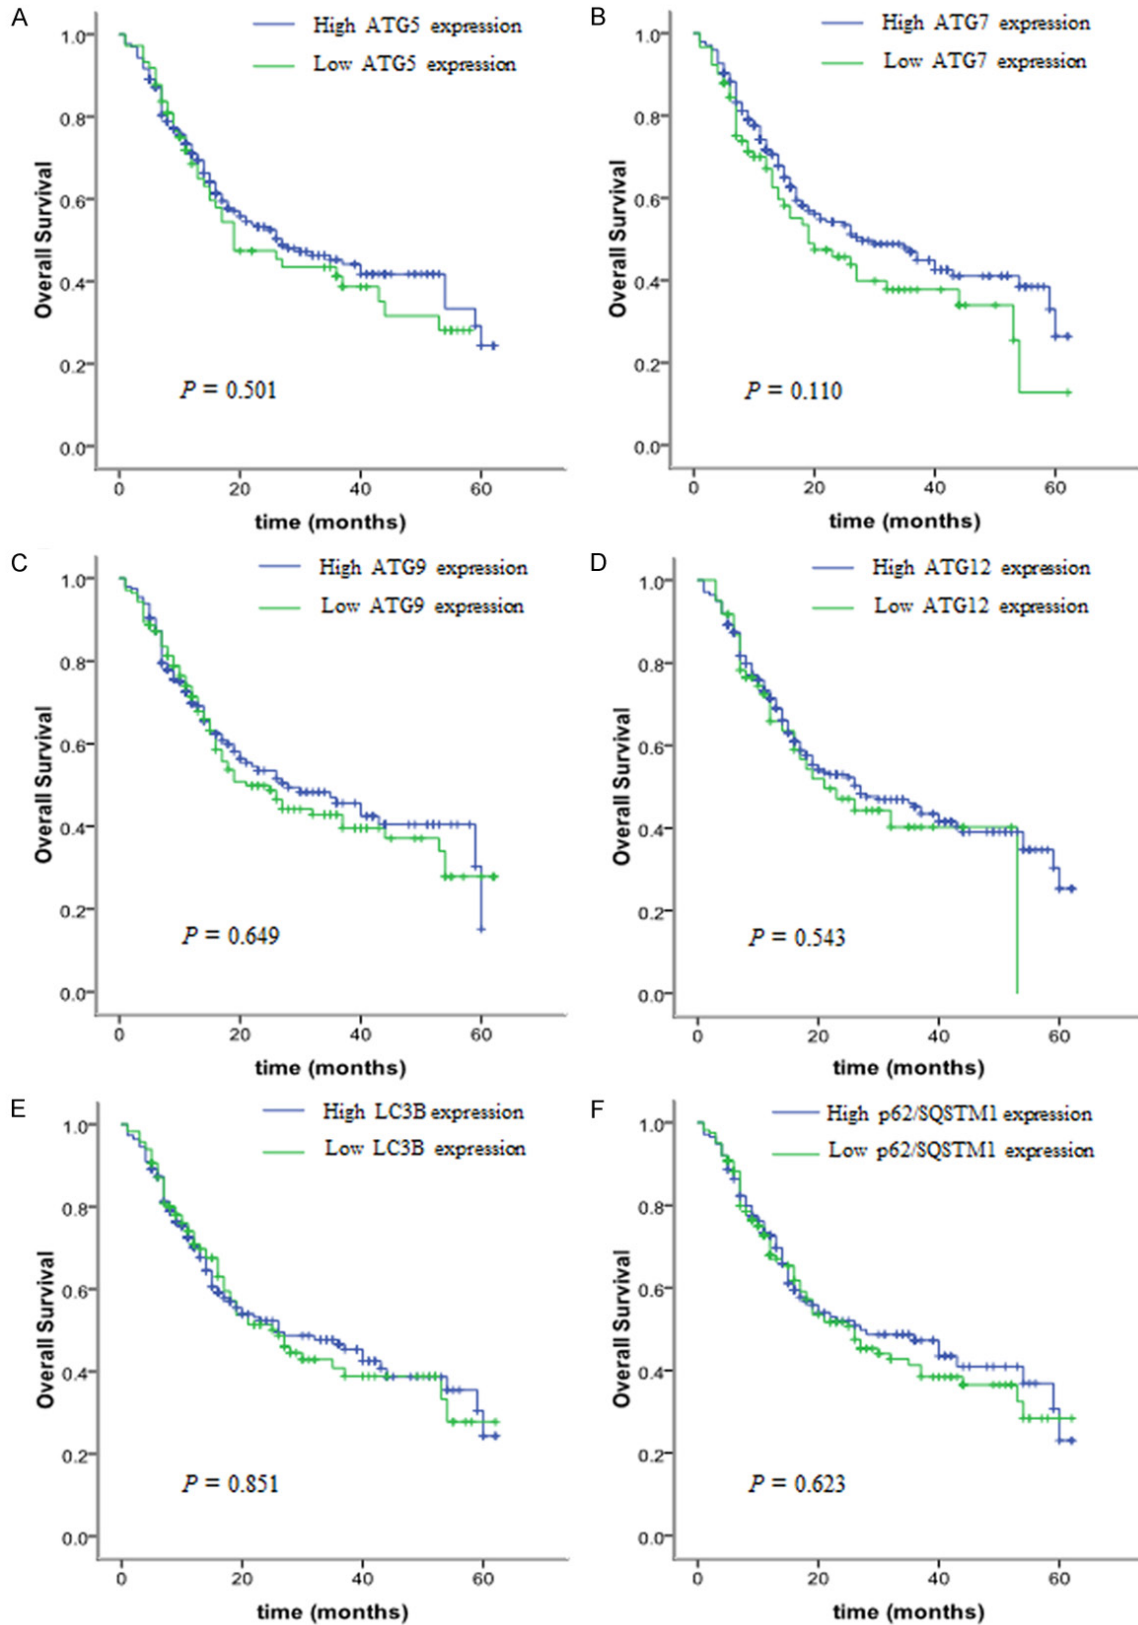 A
High ATG5 expression
Low ATG5 expression
1.0
0.8
0.6
0.4
0.2
0.0
Overall Survival
P = 0.501
0 20 40 60
time (months)
B
High ATG7 expression
Low ATG7 expression
1.0
0.8
0.6
0.4
0.2
0.0
Overall Survival
P = 0.110
0 20 40 60
time (months)
C
High ATG9 expression
Low ATG9 expression
1.0
0.8
0.6
0.4
0.2
0.0
Overall Survival
P = 0.649
0 20 40 60
time (months)
D
High ATG12 expression
Low ATG12 expression
1.0
0.8
0.6
0.4
0.2
0.0
Overall Survival
P = 0.543
0 20 40 60
time (months)
E
High LC3B expression
Low LC3B expression
1.0
0.8
0.6
0.4
0.2
0.0
Overall Survival
P = 0.851
0 20 40 60
time (months)
F
High p62/SQSTM1 expression
Low p62/SQSTM1 expression
1.0
0.8
0.6
0.4
0.2
0.0
Overall Survival
P = 0.623
0 20 40 60
time (months)